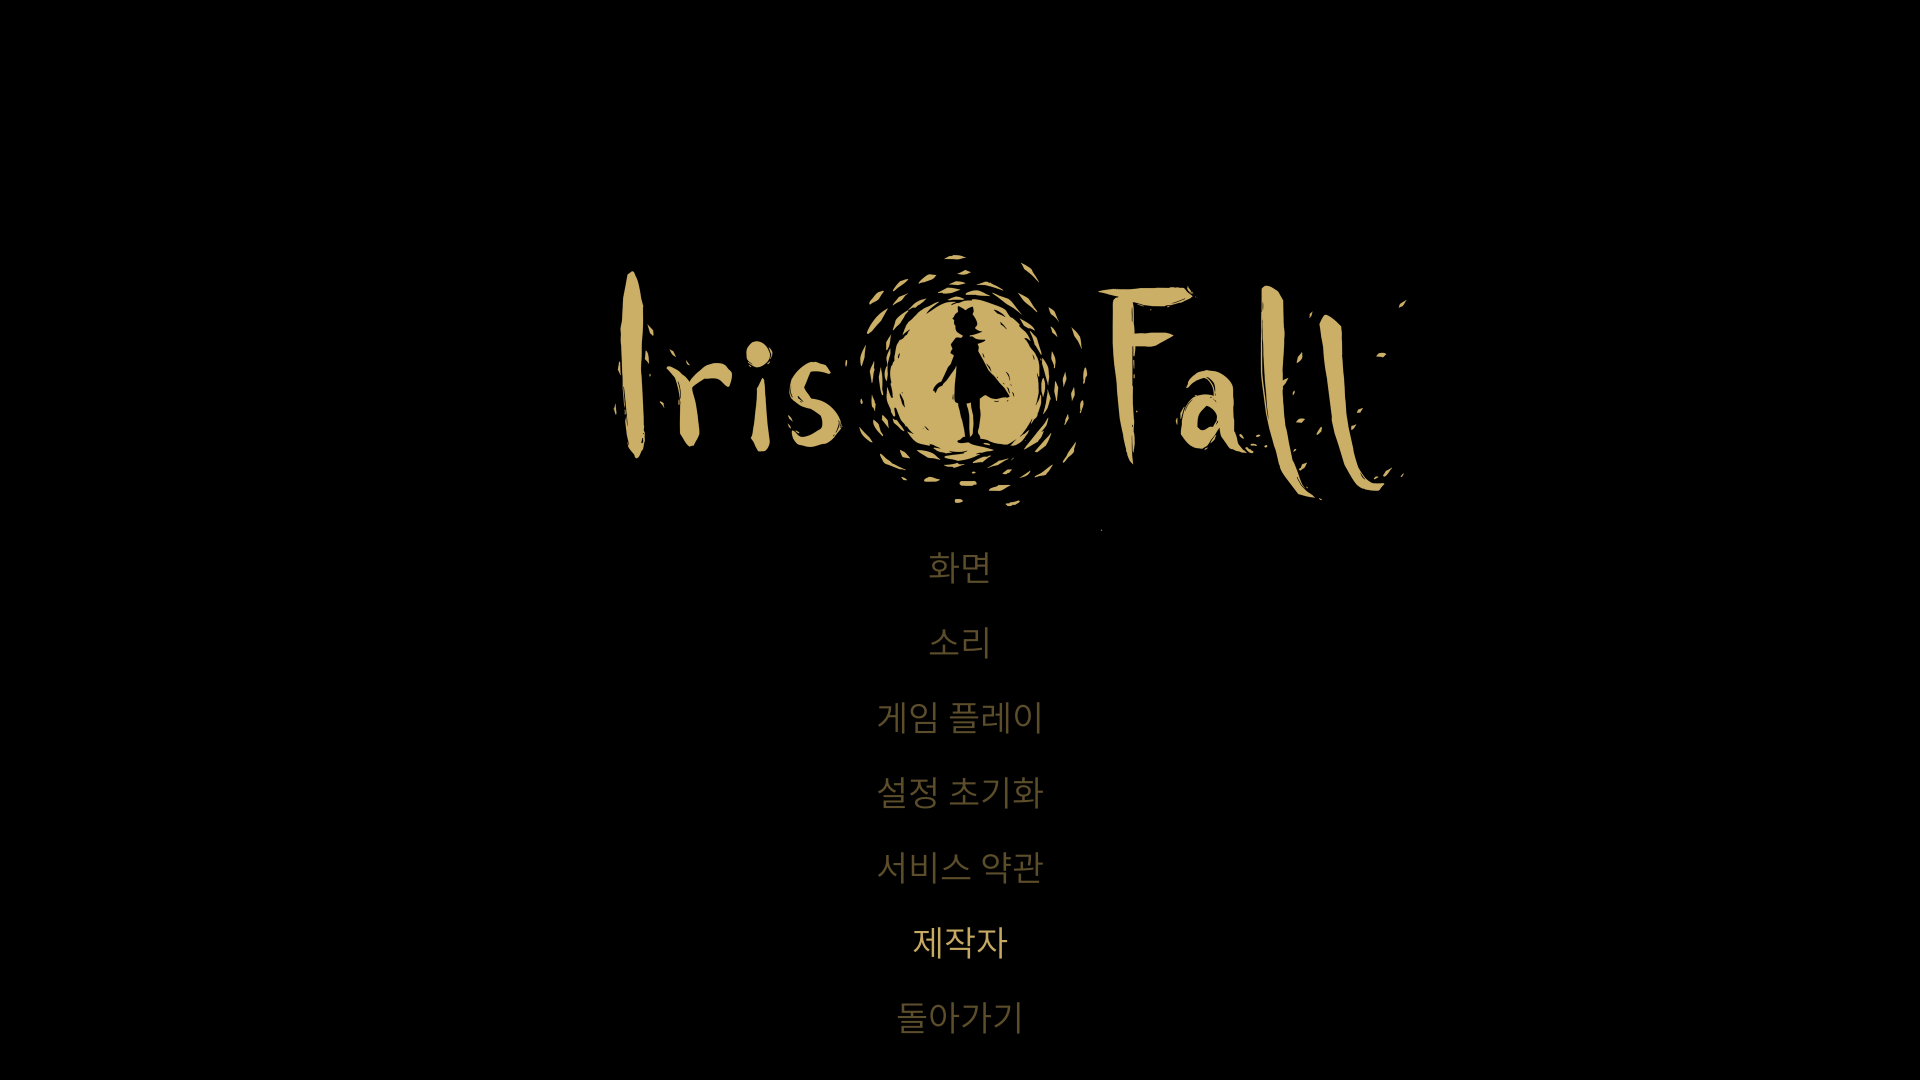 Iris Fall
화면
소리
게임 플레이
설정 초기화
서비스 약관
제작자
돌아가기